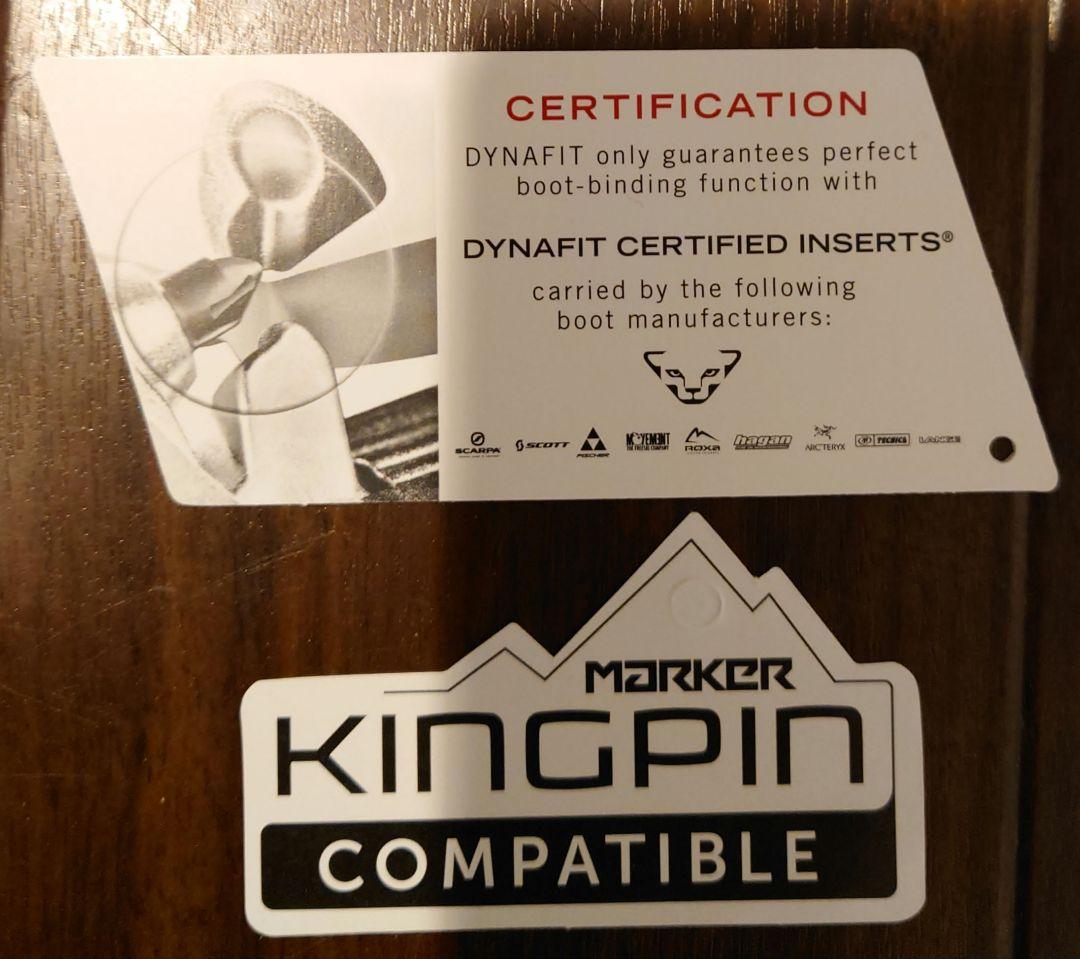 CERTIFICATION
DYNAFIT only guarantees perfect
boot-binding function with
DYNAFIT CERTIFIED INSERTS®
carried by the following
boot manufacturers:
SCARPA SCOTT FISCHER MOVEMENT ROXA hagan ARC'TERYX TECNICA LANGE
MARKER
KINGPIN
COMPATIBLE